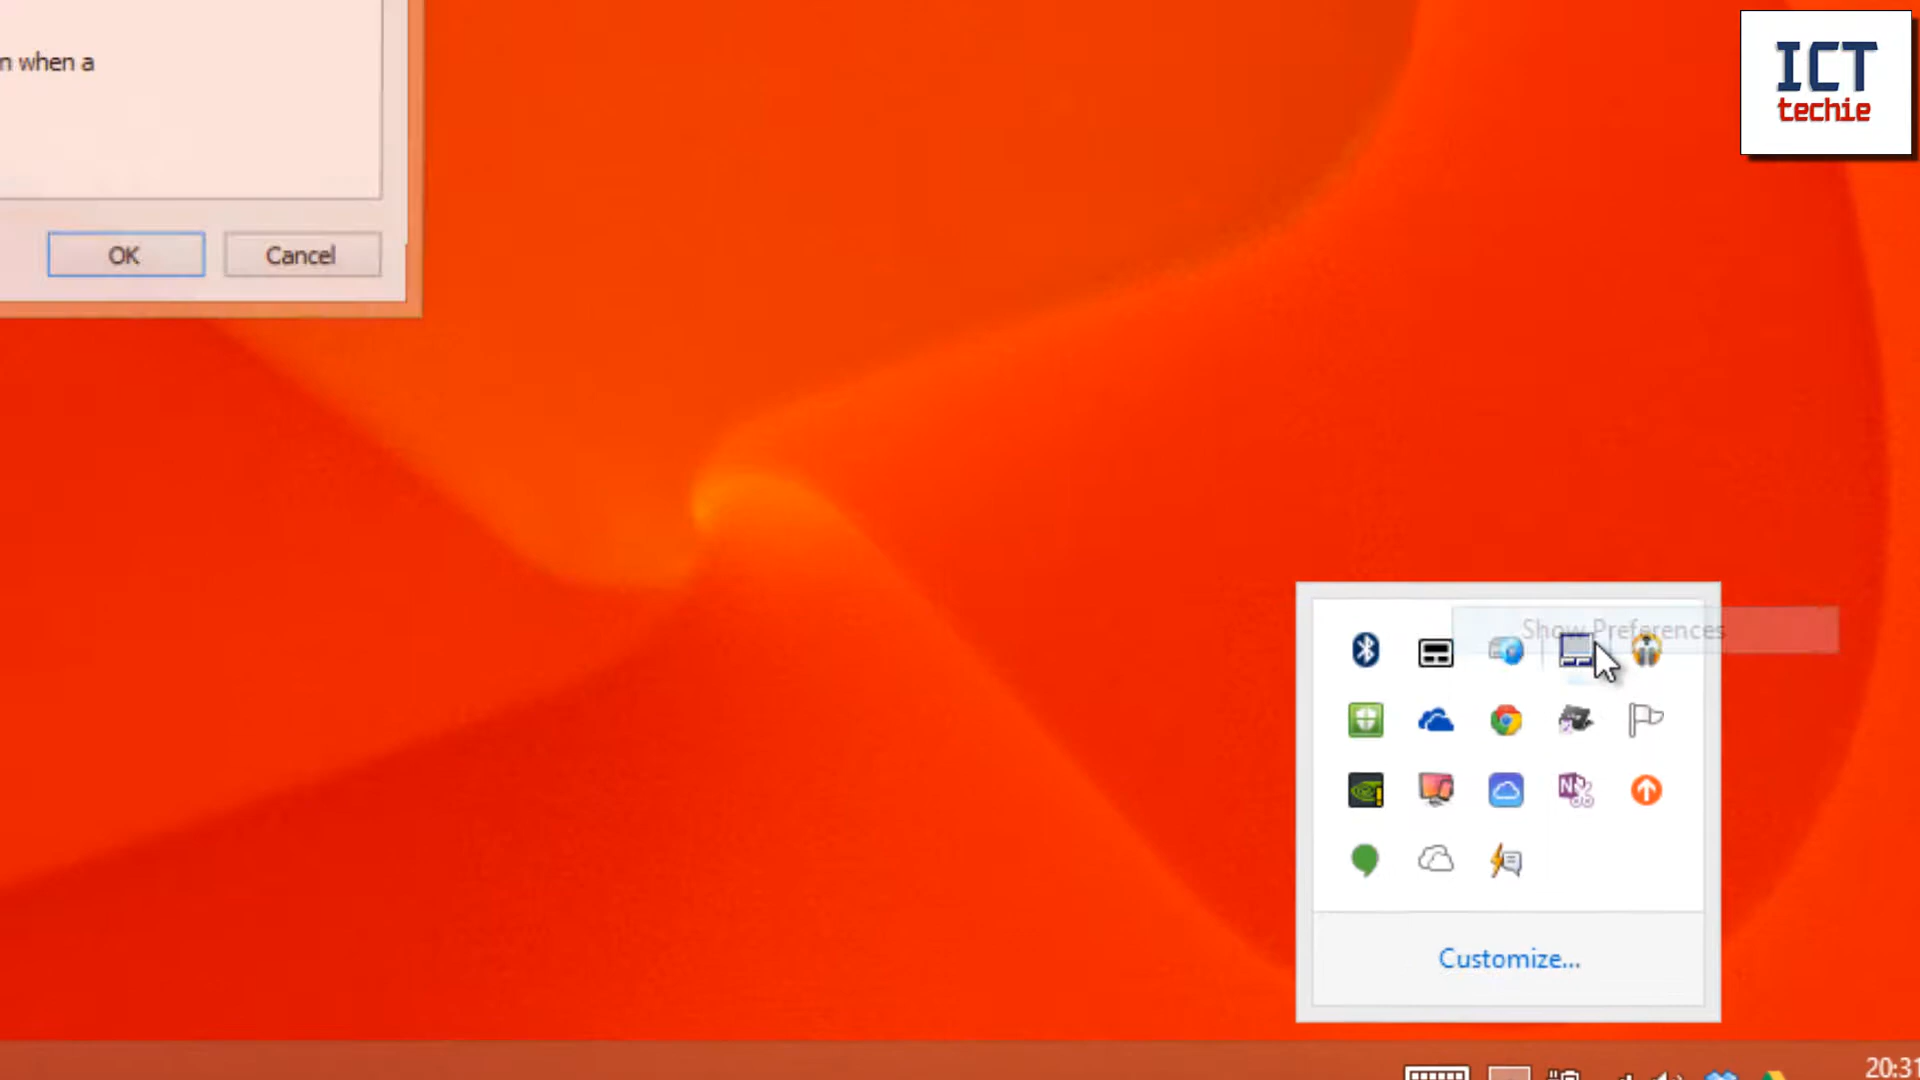 n when a
ICT
techie
OK
Cancel
Show Preferences
Customize...
20:31